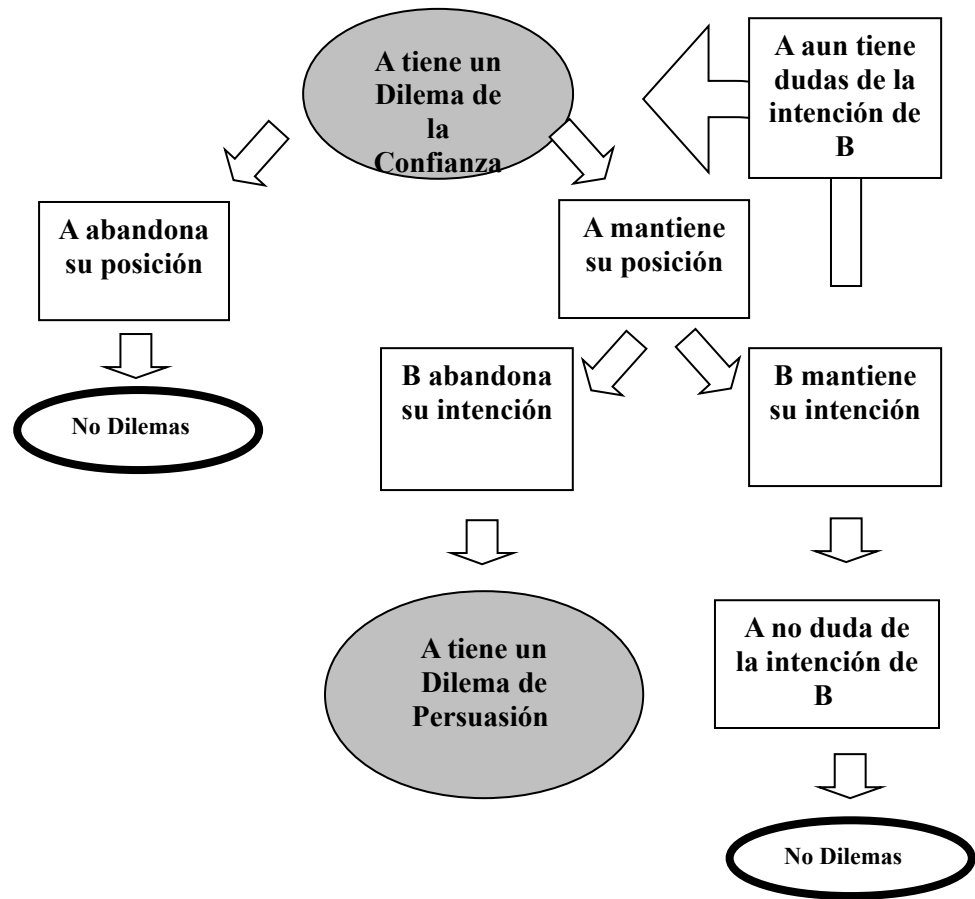 A tiene un
Dilema de
la
Confianza
A aun tiene
dudas de la
intención de
B
A abandona
su posición
A mantiene
su posición
B abandona
su intención
B mantiene
su intención
No Dilemas
A tiene un
Dilema de
Persuasión
A no duda de
la intención de
B
No Dilemas